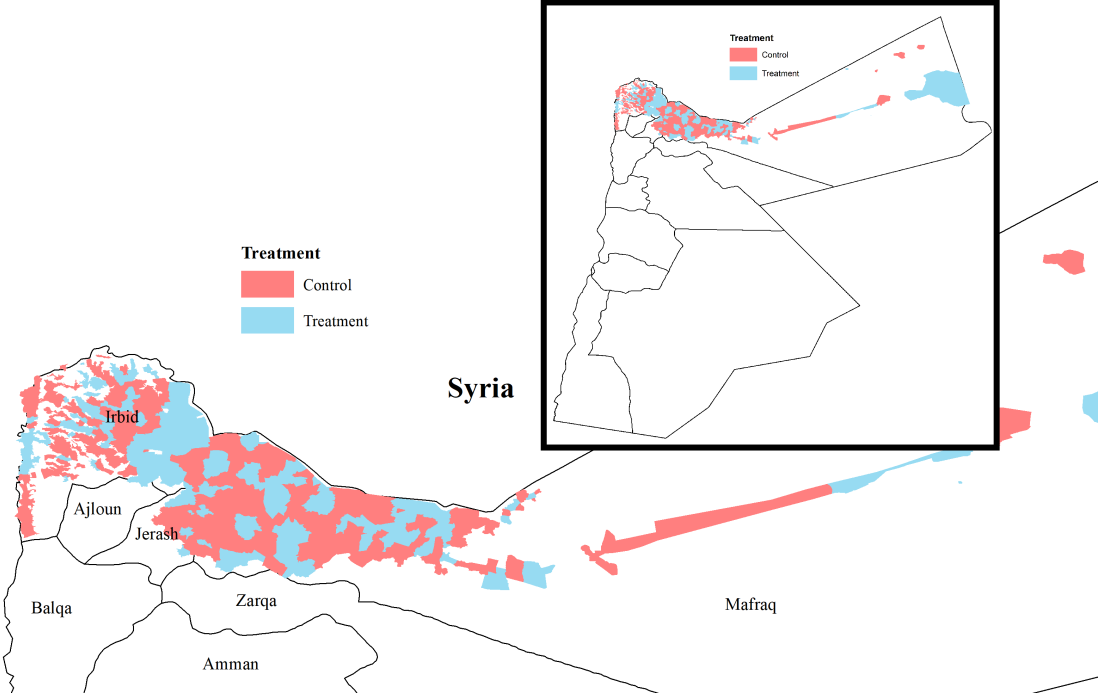 Treatment
Control
Treatment
Treatment
Control
Treatment
Syria
Irbid
Ajloun
Jerash
Balqa
Zarqa
Mafraq
Amman